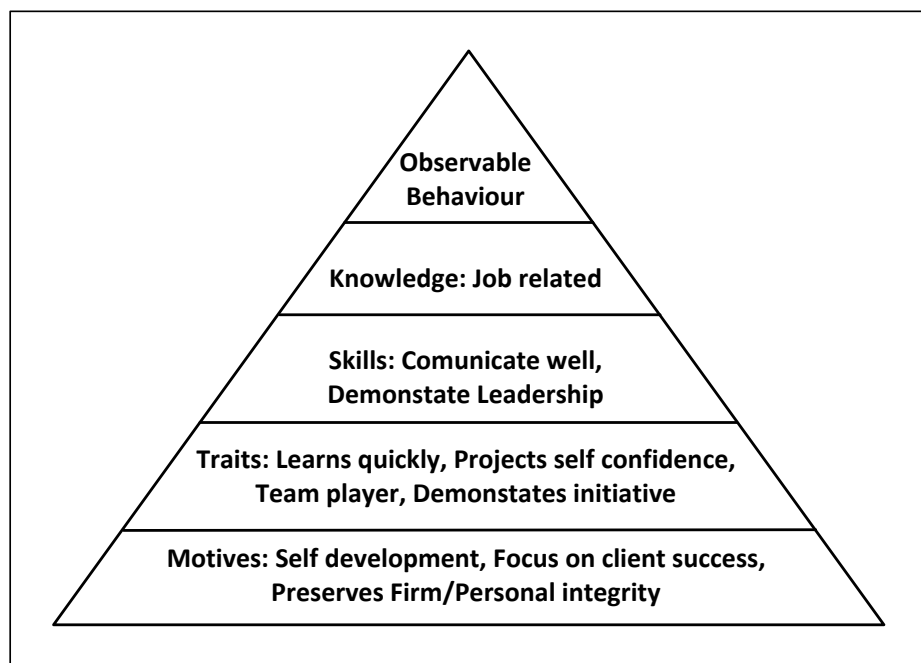 Observable
Behaviour
Knowledge: Job related
Skills: Comunicate well,
Demonstate Leadership
Traits: Learns quickly, Projects self confidence,
Team player, Demonstates initiative
Motives: Self development, Focus on client success,
Preserves Firm/Personal integrity